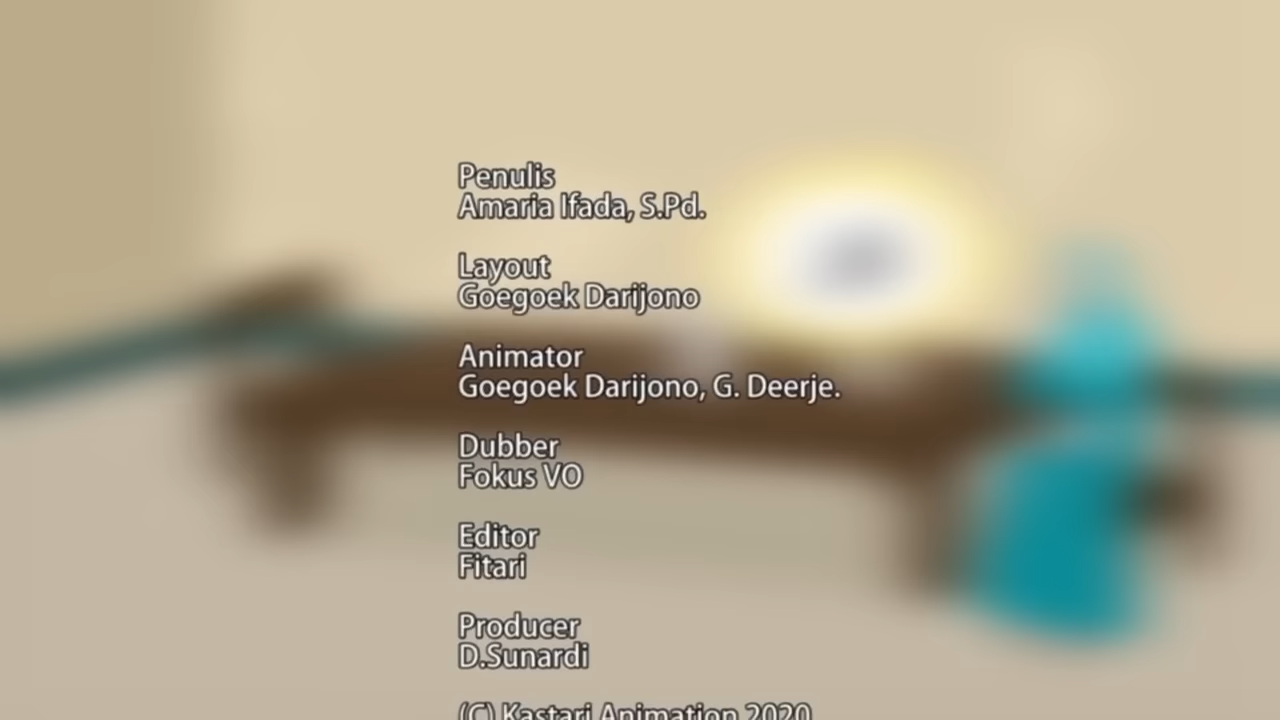 Penulis
Amaria Ifada, S.Pd.
Layout
Goegoek Darijono
Animator
Goegoek Darijono, G. Deerje.
Dubber
Fokus VO
Editor
Fitari
Producer
D.Sunardi
(C) Kastari Animation 2020